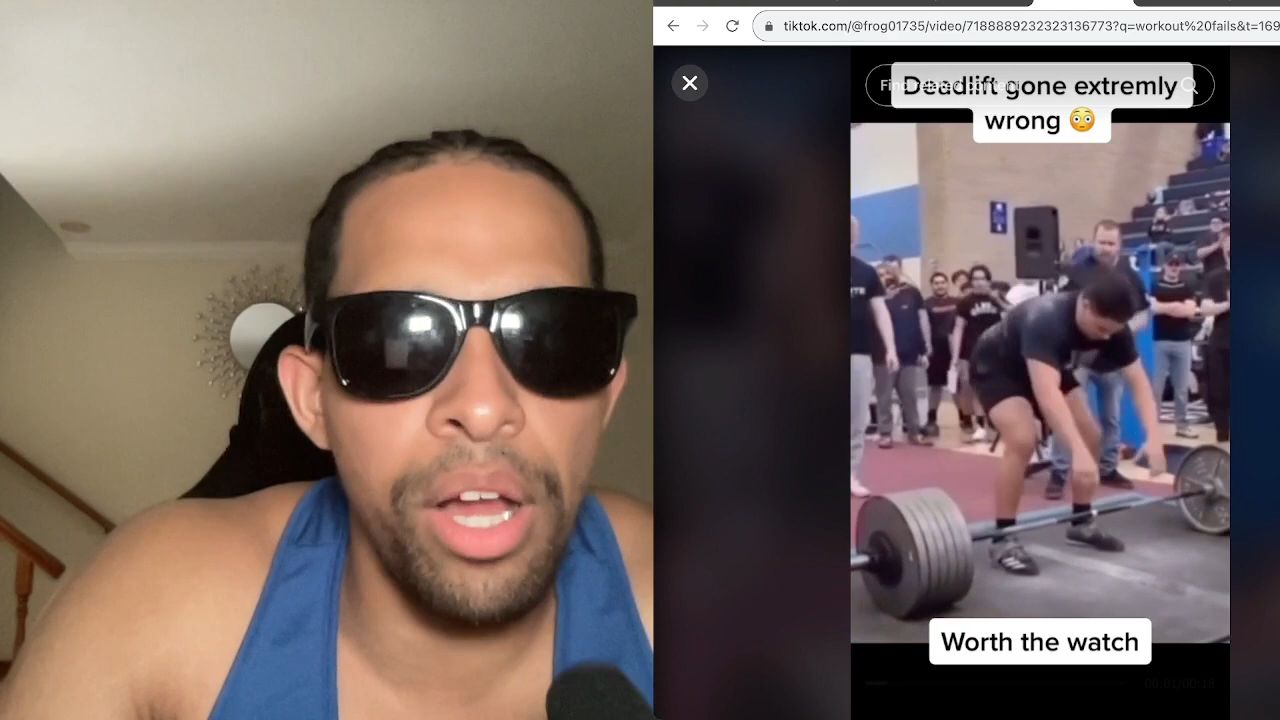 tiktok.com/@frog01735/video/7188889232323136773?q=workout%20fails&t=169
Deadlift gone extremly
wrong 😳
Worth the watch